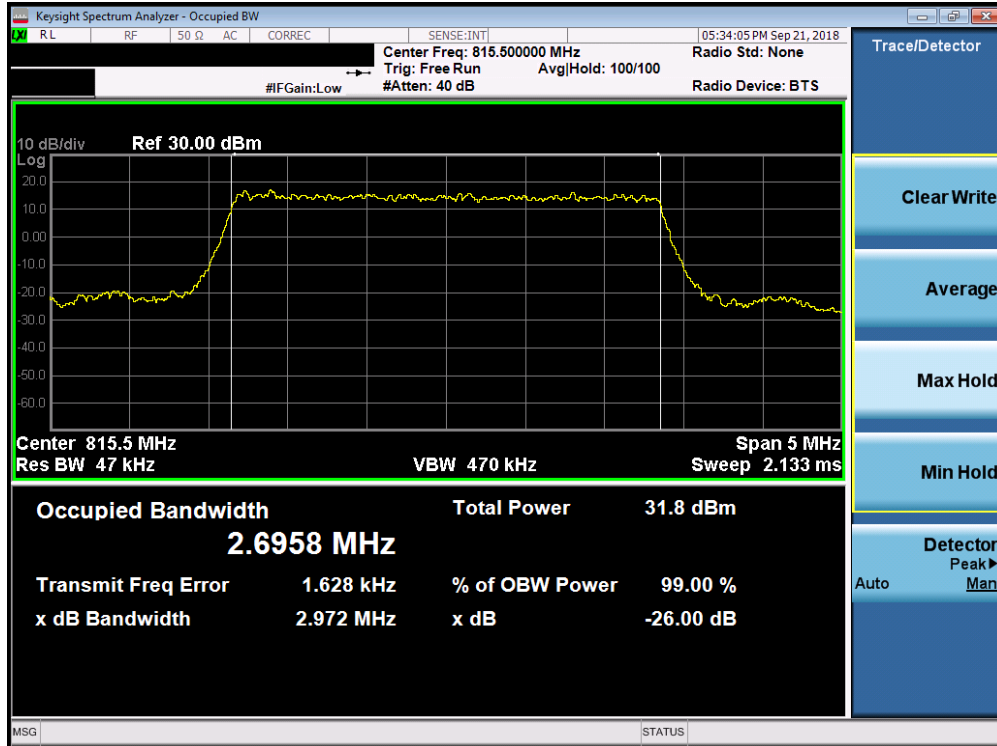 Keysight Spectrum Analyzer - Occupied BW
LXI RL RF 50 Ω AC CORREC SENSE:INT 05:34:05 PM Sep 21, 2018
Center Freq: 815.500000 MHz Radio Std: None
Trig: Free Run Avg|Hold: 100/100
#IFGain:Low #Atten: 40 dB Radio Device: BTS
10 dB/div Ref 30.00 dBm
Log
20.0
10.0
0.00
-10.0
-20.0
-30.0
-40.0
-50.0
-60.0
Center 815.5 MHz Span 5 MHz
Res BW 47 kHz VBW 470 kHz Sweep 2.133 ms
Occupied Bandwidth Total Power 31.8 dBm
2.6958 MHz
Transmit Freq Error 1.628 kHz % of OBW Power 99.00 %
x dB Bandwidth 2.972 MHz x dB -26.00 dB
MSG STATUS
Trace/Detector
Clear Write
Average
Max Hold
Min Hold
Detector
Peak▶
Auto Man